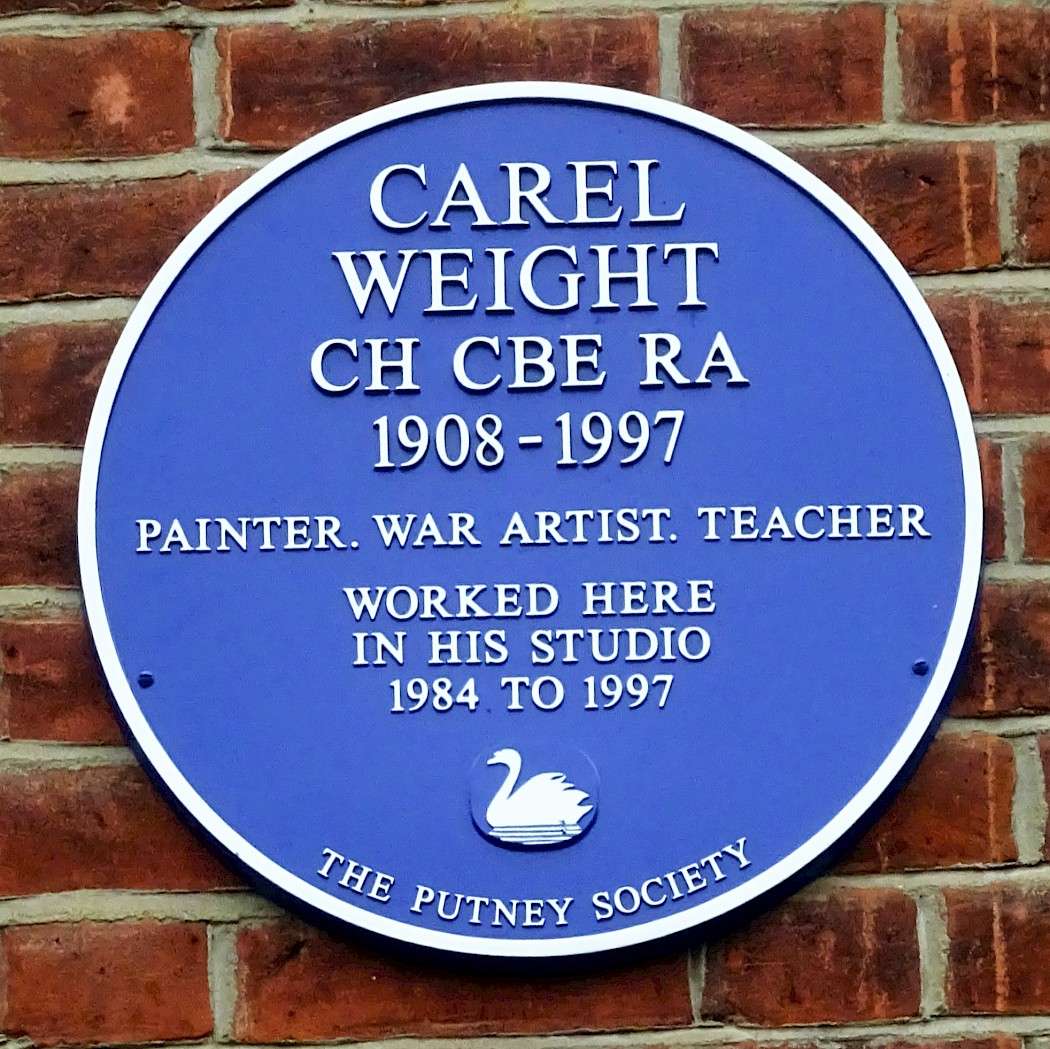 CAREL
WEIGHT
CH CBE RA
1908-1997
PAINTER. WAR ARTIST. TEACHER
WORKED HERE
IN HIS STUDIO
1984 TO 1997
THE PUTNEY SOCIETY